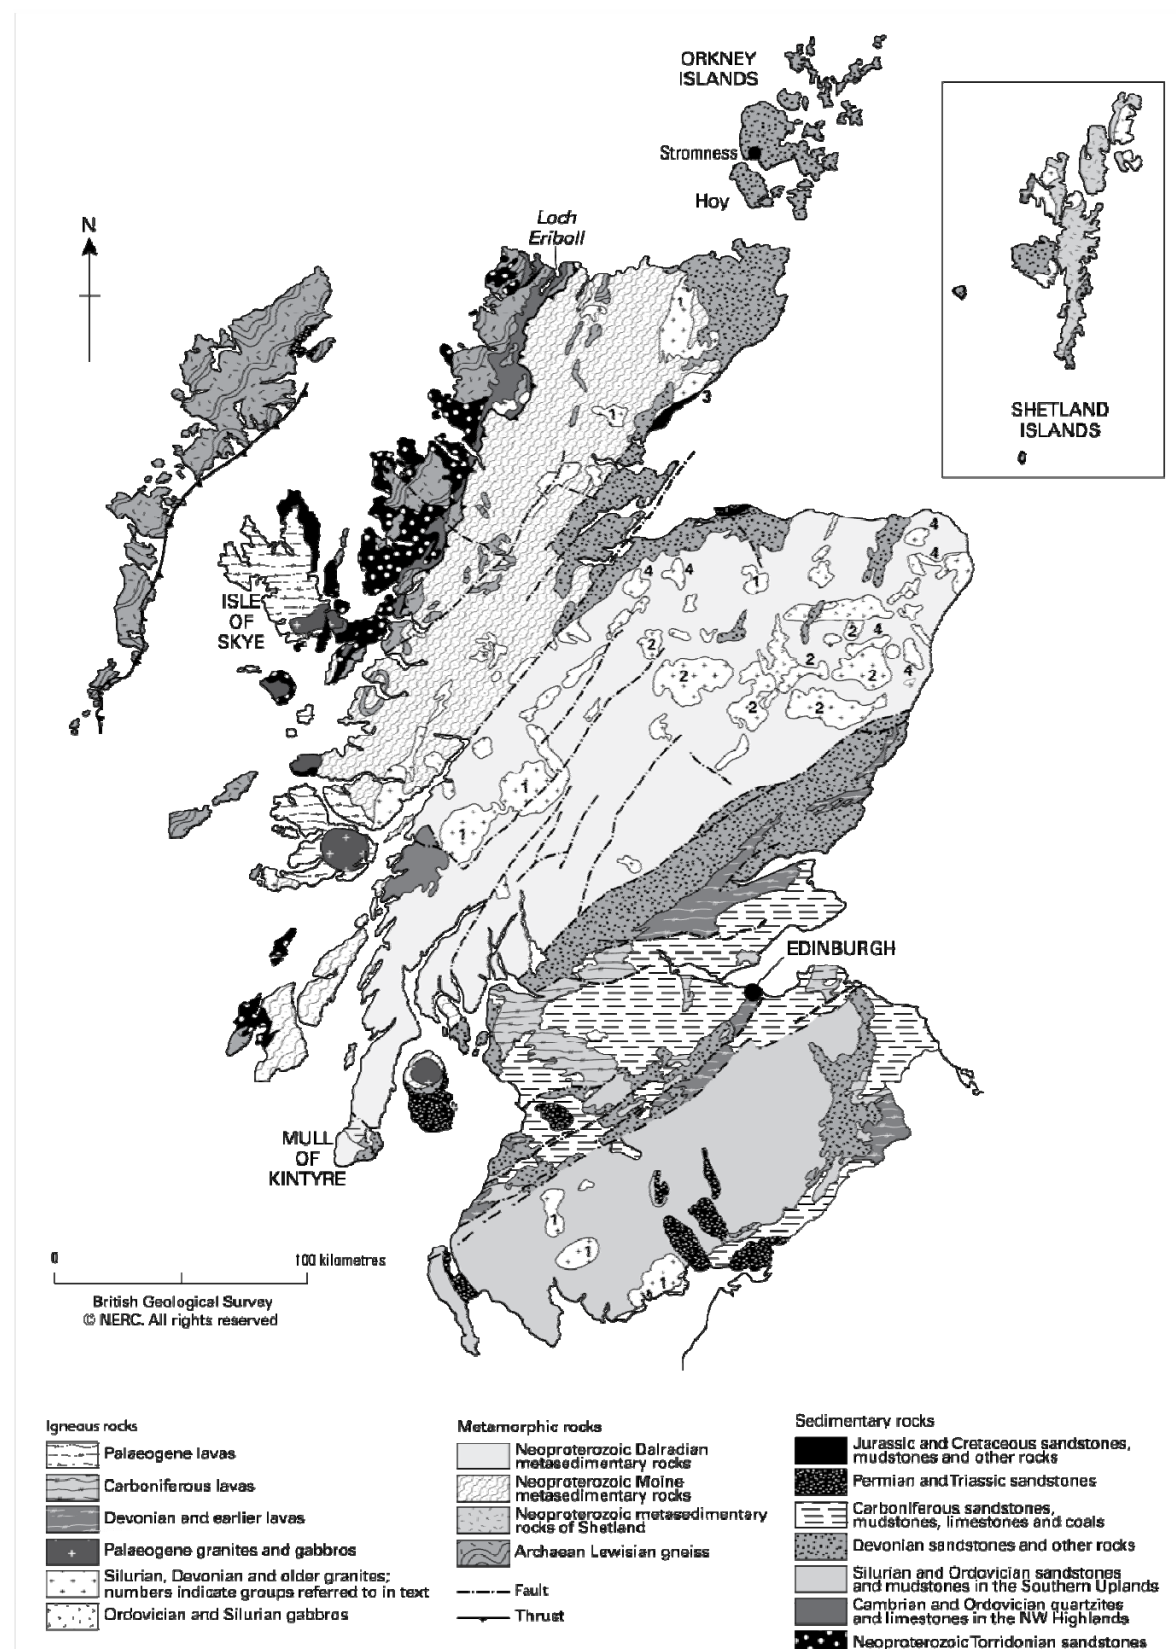 ORKNEY
ISLANDS
Stromness
Hoy
Loch
Eriboll
N
1
3
1
SHETLAND
ISLANDS
4
4
4
4
1
ISLE
OF
SKYE
2
2
4
2
2
2
4
2
2
1
1
EDINBURGH
MULL
OF
KINTYRE
1
1
1
0
100 kilometres
British Geological Survey
© NERC. All rights reserved
Igneous rocks
Palaeogene lavas
Carboniferous lavas
Devonian and earlier lavas
Palaeogene granites and gabbros
Silurian, Devonian and older granites;
numbers indicate groups referred to in text
Ordovician and Silurian gabbros
Metamorphic rocks
Neoproterozoic Dalradian
metasedimentary rocks
Neoproterozoic Moine
metasedimentary rocks
Neoproterozoic metasedimentary
rocks of Shetland
Archaean Lewisian gneiss
Fault
Thrust
Sedimentary rocks
Jurassic and Cretaceous sandstones,
mudstones and other rocks
Permian and Triassic sandstones
Carboniferous sandstones,
mudstones, limestones and coals
Devonian sandstones and other rocks
Silurian and Ordovician sandstones
and mudstones in the Southern Uplands
Cambrian and Ordovician quartzites
and limestones in the NW Highlands
Neoproterozoic Torridonian sandstones